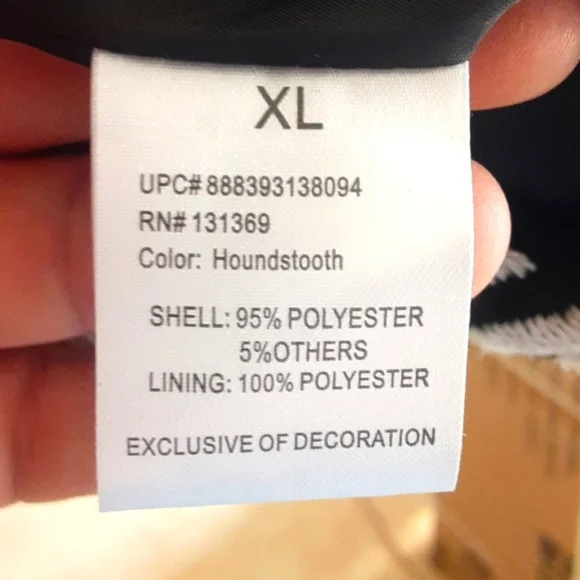 XL
UPC# 888393138094
RN# 131369
Color: Houndstooth
SHELL: 95% POLYESTER
5%OTHERS
LINING: 100% POLYESTER
EXCLUSIVE OF DECORATION